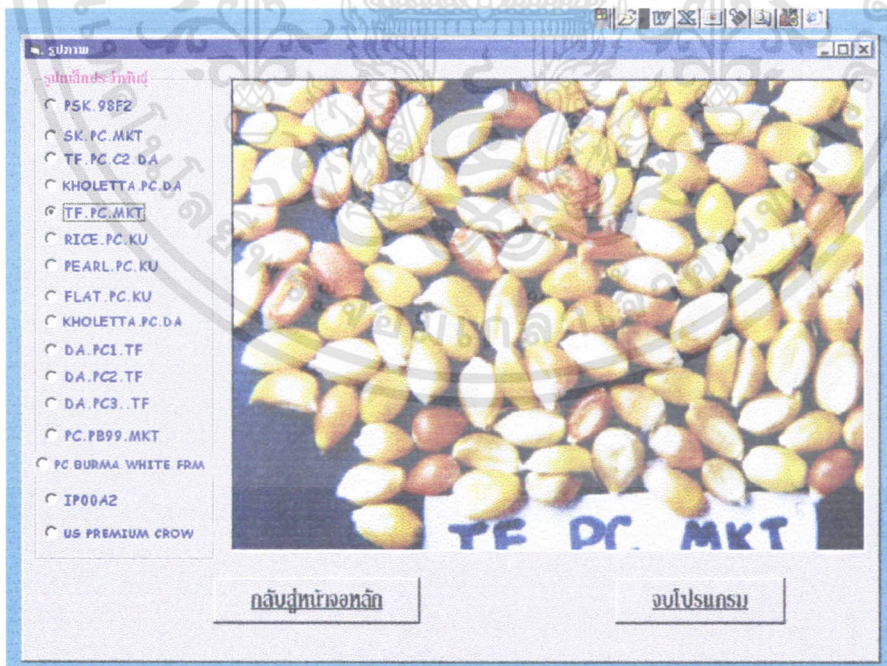 รูปภาพ
รูปเมล็ดประจำพันธุ์
PSK.98F2
SK.PC.MKT
TF.PC.C2 DA
KHOLETTA.PC.DA
TF.PC.MKT
RICE.PC.KU
PEARL.PC.KU
FLAT.PC.KU
KHOLETTA.PC.DA
DA.PC1.TF
DA.PC2.TF
DA.PC3..TF
PC.PB99.MKT
PC BURMA WHITE FRM
IP00A2
US PREMIUM CROW
TF PC MKT
กลับสู่หน้าจอหลัก
จบโปรแกรม